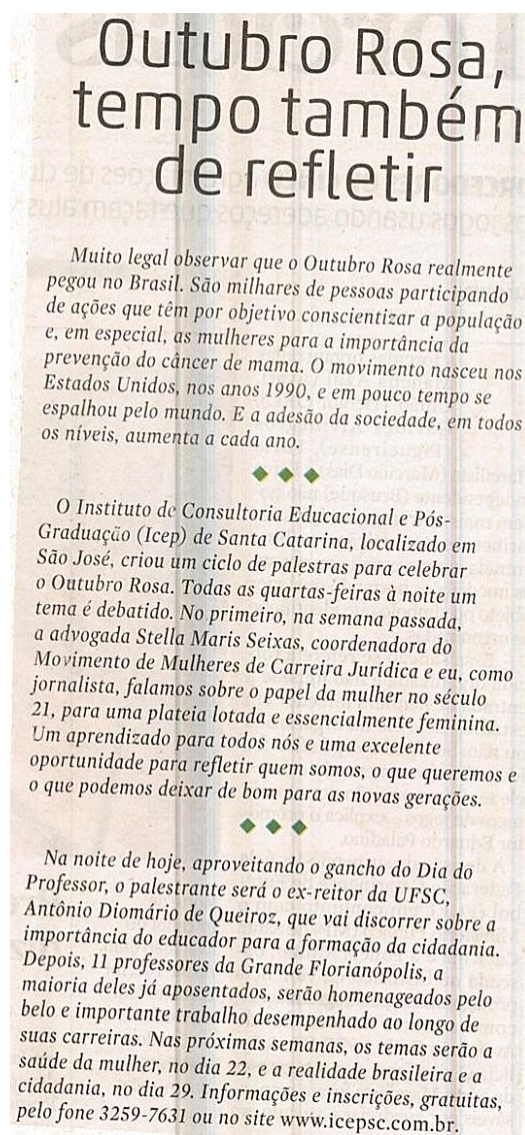 Outubro Rosa,
tempo também
de refletir
Muito legal observar que o Outubro Rosa realmente
pegou no Brasil. São milhares de pessoas participando
de ações que têm por objetivo conscientizar a população
e, em especial, as mulheres para a importância da
prevenção do câncer de mama. O movimento nasceu nos
Estados Unidos, nos anos 1990, e em pouco tempo se
espalhou pelo mundo. E a adesão da sociedade, em todos
os níveis, aumenta a cada ano.
O Instituto de Consultoria Educacional e Pós-
Graduação (Icep) de Santa Catarina, localizado em
São José, criou um ciclo de palestras para celebrar
o Outubro Rosa. Todas as quartas-feiras à noite um
tema é debatido. No primeiro, na semana passada,
a advogada Stella Maris Seixas, coordenadora do
Movimento de Mulheres de Carreira Jurídica e eu, como
jornalista, falamos sobre o papel da mulher no século
21, para uma plateia lotada e essencialmente feminina.
Um aprendizado para todos nós e uma excelente
oportunidade para refletir quem somos, o que queremos e
o que podemos deixar de bom para as novas gerações.
Na noite de hoje, aproveitando o gancho do Dia do
Professor, o palestrante será o ex-reitor da UFSC,
Antônio Diomário de Queiroz, que vai discorrer sobre a
importância do educador para a formação da cidadania.
Depois, 11 professores da Grande Florianópolis, a
maioria deles já aposentados, serão homenageados pelo
belo e importante trabalho desempenhado ao longo de
suas carreiras. Nas próximas semanas, os temas serão a
saúde da mulher, no dia 22, e a realidade brasileira e a
cidadania, no dia 29. Informações e inscrições, gratuitas,
pelo fone 3259-7631 ou no site www.icepsc.com.br.